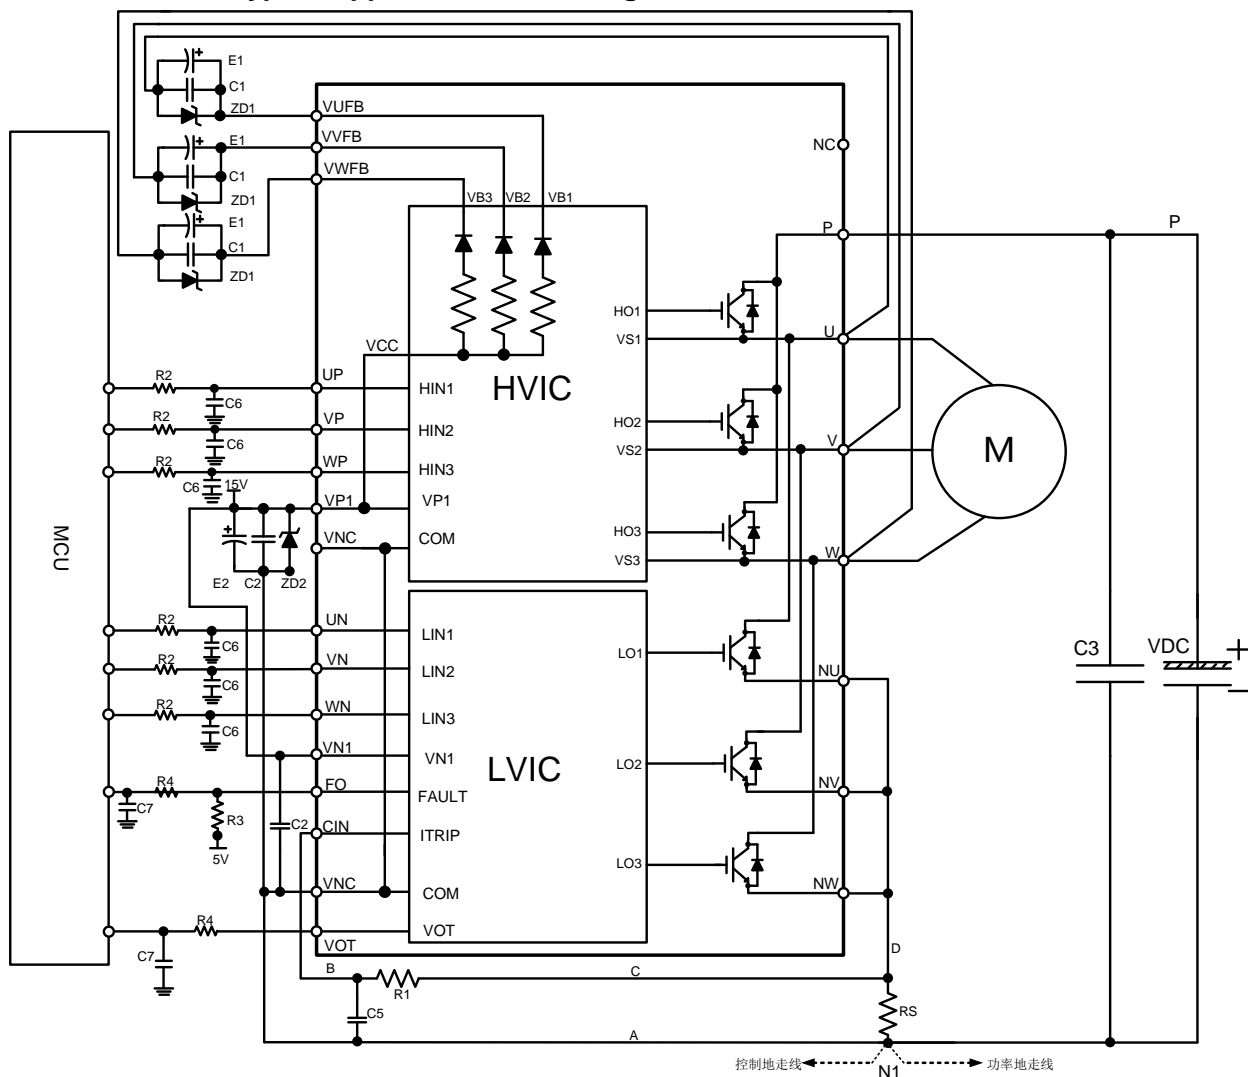 E1
C1
ZD1
VUFB
E1
VVFB
NC
C1
VWFB
ZD1
VB3
VB2
VB1
E1
P
P
C1
ZD1
HO1
VS1
U
VCC
R2
UP
HIN1
HVIC
C6
R2
VP
HIN2
HO2
C6
VS2
V
M
R2
WP
HIN3
C6
15V
VP1
VP1
MCU
VNC
COM
HO3
VS3
W
E2
C2
ZD2
R2
UN
LIN1
C6
LO1
C3
VDC
+
R2
VN
LIN2
NU
C6
−
R2
WN
LIN3
C6
VN1
VN1
LVIC
LO2
R4
FO
FAULT
NV
C7
R3
C2
CIN
ITRIP
5V
LO3
VNC
COM
NW
R4
VOT
VOT
C7
D
B
C
R1
C5
RS
A
控制地走线
N1
功率地走线